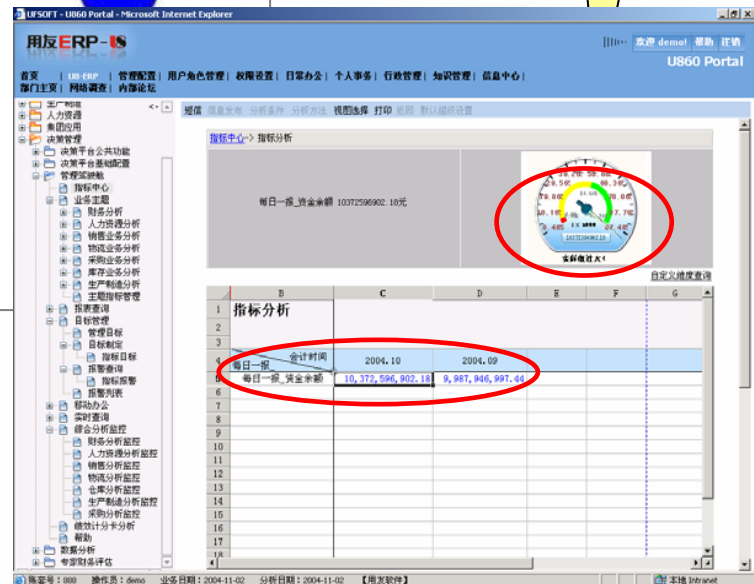 UFSOFT - U860 Portal - Microsoft Internet Explorer
用友ERP-U8
欢迎 demo! 帮助 注销
U860 Portal
首页 | U8-ERP | 管理配置 | 用户角色管理 | 权限设置 | 日常办公 | 个人事务 | 行政管理 | 知识管理 | 信息中心 |
部门主页 | 网络调查 | 内部论坛
短信 信息发布 分析条件 分析方法 视图选择 打印 返回 默认组织设置
生产制造
人力资源
集团应用
决策管理
决策平台公共功能
决策平台基础配置
管理驾驶舱
指标中心
业务主题
财务分析
人力资源分析
销售业务分析
物流业务分析
采购业务分析
库存业务分析
生产制造分析
主题指标管理
报表查询
目标管理
管理目标
目标制定
指标目标
报警查询
指标报警
报警列表
移动办公
实时查询
综合分析监控
财务分析监控
人力资源分析监控
销售分析监控
物流分析监控
仓库分析监控
生产制造分析监控
采购分析监控
绩效计分卡分析
帮助
数据分析
专家财务评估
指标中心-> 指标分析
每日一报_资金余额 10372596902.18元
自定义维度查询
B C D E F G
1 指标分析
2
3
4 会计时间 每日一报_ 2004.10 2004.09
5 每日一报_资金余额 10,372,596,902.18 9,987,946,997.44
6
7
8
9
10
11
12
13
14
15
16
17
18
账套号：888 操作员：demo 业务日期：2004-11-02 分析日期：2004-11-02 【用友软件】
本地 Intranet